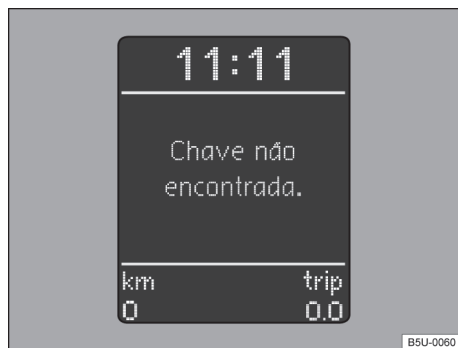 11:11
Chave não
encontrada.
km trip
0 0.0
B5U-0060